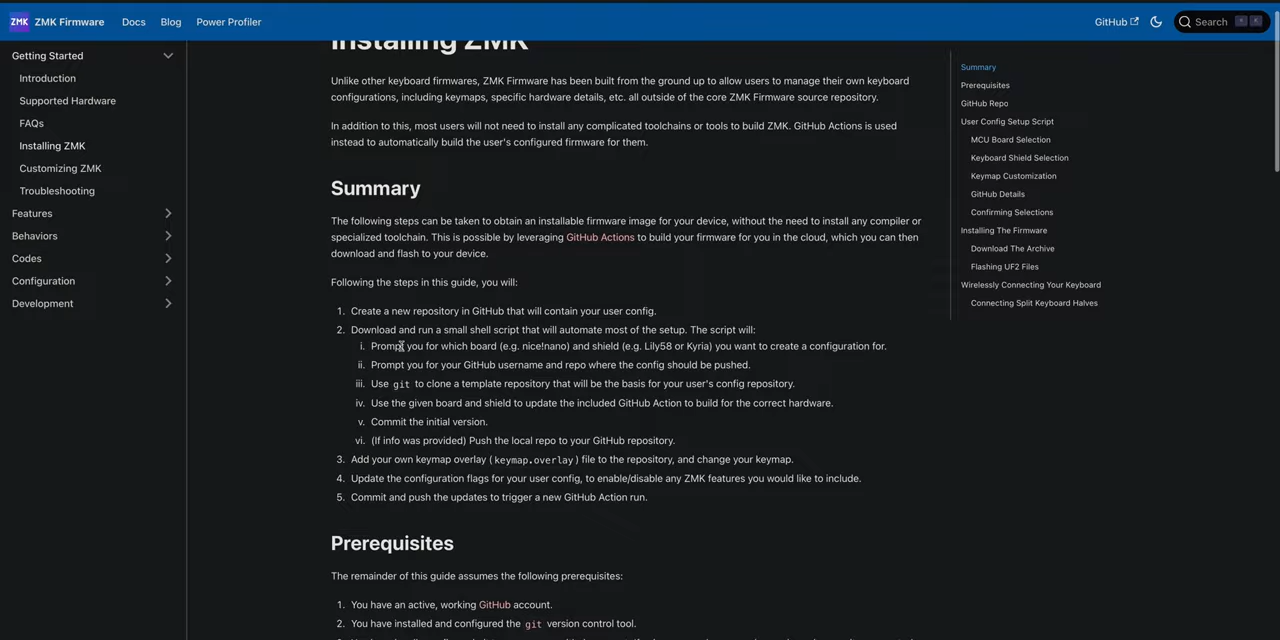 ZMK ZMK Firmware Docs Blog Power Profiler GitHub Search
Getting Started
Introduction
Supported Hardware
FAQs
Installing ZMK
Customizing ZMK
Troubleshooting
Features
Behaviors
Codes
Configuration
Development
Installing ZMK
Unlike other keyboard firmwares, ZMK Firmware has been built from the ground up to allow users to manage their own keyboard
configurations, including keymaps, specific hardware details, etc. all outside of the core ZMK Firmware source repository.
In addition to this, most users will not need to install any complicated toolchains or tools to build ZMK. GitHub Actions is used
instead to automatically build the user's configured firmware for them.
Summary
The following steps can be taken to obtain an installable firmware image for your device, without the need to install any compiler or
specialized toolchain. This is possible by leveraging GitHub Actions to build your firmware for you in the cloud, which you can then
download and flash to your device.
Following the steps in this guide, you will:
1. Create a new repository in GitHub that will contain your user config.
2. Download and run a small shell script that will automate most of the setup. The script will:
i. Prompt you for which board (e.g. nice!nano) and shield (e.g. Lily58 or Kyria) you want to create a configuration for.
ii. Prompt you for your GitHub username and repo where the config should be pushed.
iii. Use git to clone a template repository that will be the basis for your user's config repository.
iv. Use the given board and shield to update the included GitHub Action to build for the correct hardware.
v. Commit the initial version.
vi. (If info was provided) Push the local repo to your GitHub repository.
3. Add your own keymap overlay (keymap.overlay) file to the repository, and change your keymap.
4. Update the configuration flags for your user config, to enable/disable any ZMK features you would like to include.
5. Commit and push the updates to trigger a new GitHub Action run.
Prerequisites
The remainder of this guide assumes the following prerequisites:
1. You have an active, working GitHub account.
2. You have installed and configured the git version control tool.
Summary
Prerequisites
GitHub Repo
User Config Setup Script
MCU Board Selection
Keyboard Shield Selection
Keymap Customization
GitHub Details
Confirming Selections
Installing The Firmware
Download The Archive
Flashing UF2 Files
Wirelessly Connecting Your Keyboard
Connecting Split Keyboard Halves